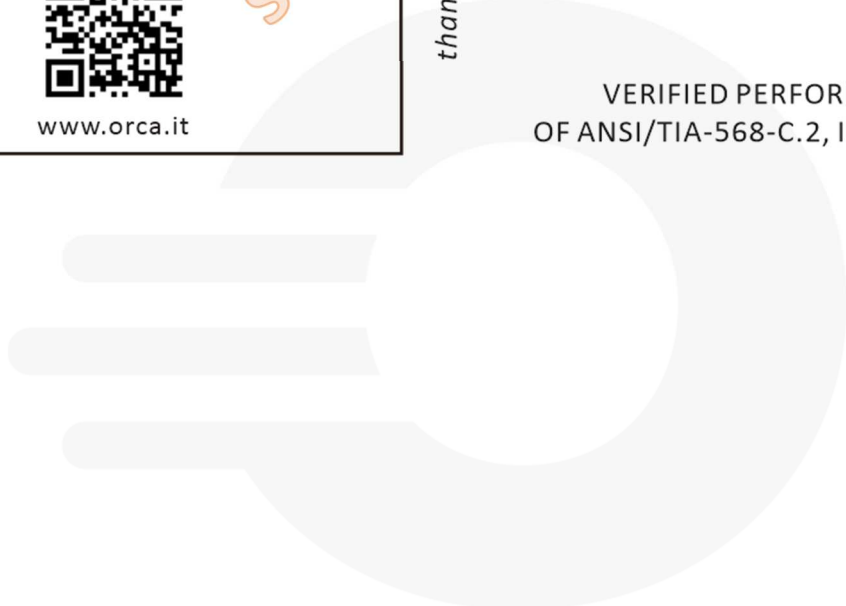 www.orca.it
than
VERIFIED PERFOR
OF ANSI/TIA-568-C.2, I